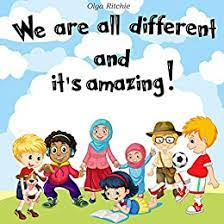 Olga Ritchie
We are all different
and
it's amazing!